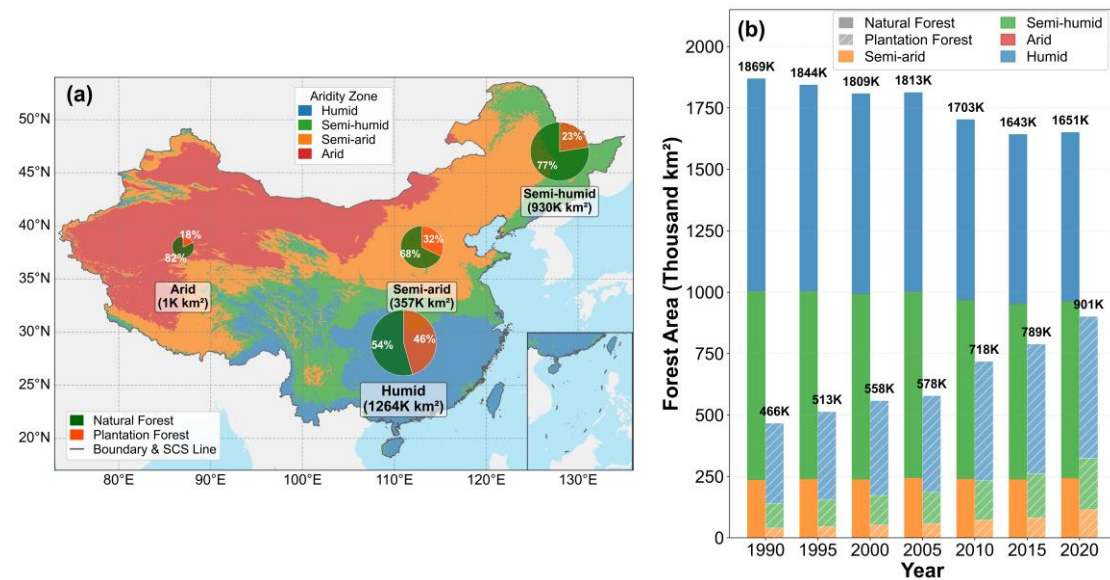 (a)
Aridity Zone
Humid
Semi-humid
Semi-arid
Arid
50°N
45°N
40°N
35°N
30°N
25°N
20°N
23%
77%
Semi-humid
(930K km²)
18%
82%
Arid
(1K km²)
32%
68%
Semi-arid
(357K km²)
54%
46%
Humid
(1264K km²)
Natural Forest
Plantation Forest
Boundary & SCS Line
80°E
90°E
100°E
110°E
120°E
130°E
(b)
Natural Forest
Plantation Forest
Semi-arid
Semi-humid
Arid
Humid
Forest Area (Thousand km²)
2000
1750
1500
1250
1000
750
500
250
0
1869K
1844K
1809K
1813K
1703K
1643K
1651K
466K
513K
558K
578K
718K
789K
901K
1990
1995
2000
2005
2010
2015
2020
Year